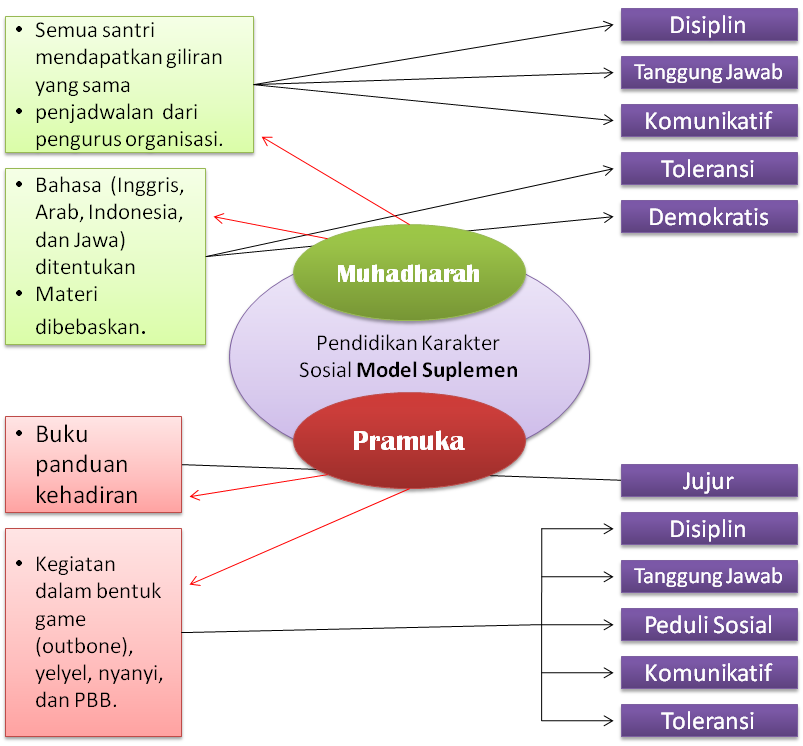 • Semua santri
mendapatkan giliran
yang sama
• penjadwalan dari
pengurus organisasi.
• Bahasa (Inggris,
Arab, Indonesia,
dan Jawa)
ditentukan
• Materi
dibebaskan.
Disiplin
Tanggung Jawab
Komunikatif
Toleransi
Demokratis
Muhadharah
Pendidikan Karakter
Sosial Model Suplemen
Pramuka
• Buku
panduan
kehadiran
• Kegiatan
dalam bentuk
game
(outbone),
yelyel, nyanyi,
dan PBB.
Jujur
Disiplin
Tanggung Jawab
Peduli Sosial
Komunikatif
Toleransi